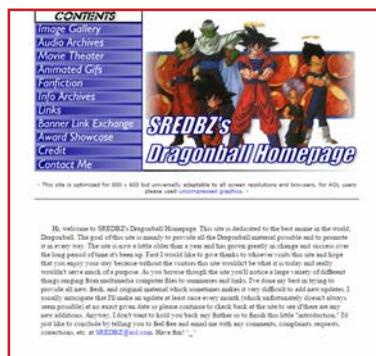 CONTENTS
Image Gallery
Audio Archives
Movie Theater
Animated Gifs
Fanfiction
Info Archives
Links
Banner Link Exchange
Award Showcase
Credit
Contact Me
SREDBZ's
Dragonball Homepage
- This site is optimized for 800 x 600 but universally adaptable to all screen resolutions and browsers, for AOL users
please used uncompressed graphics. -
Hi, welcome to SREDBZ's Dragonball Homepage. This site is dedicated to the best anime in the world,
Dragonball. The goal of this site is mainly to provide all the Dragonball material possible and to promote
it in every way. The site is now a little older than a year and has grown greatly in change and success over
the long period of time it's been up. First I would like to give thanks to whoever visits this site and hope
that you enjoy your stay because without the visitors this site wouldn't be what it is today and really
wouldn't serve much of a purpose. As you browse though the site you'll notice a large variety of different
things ranging from multimedia computer files to summaries and links. I've done my best in trying to
provide all new, fresh, and original material which sometimes makes it very difficult to add new updates. I
usually anticipate that I'll make an update at least once every month (which unfortunately doesn't always
seem possible) at no exact given date so please continue to check back at the site to see if there are any
new additions. Anyway, I don't want to hold you back any further so to finish this little "introduction," I'd
just like to conclude by telling you to feel free and email me with any comments, complaints, requests,
corrections, etc. at SREDBZ@aol.com. Have fun! ^_^